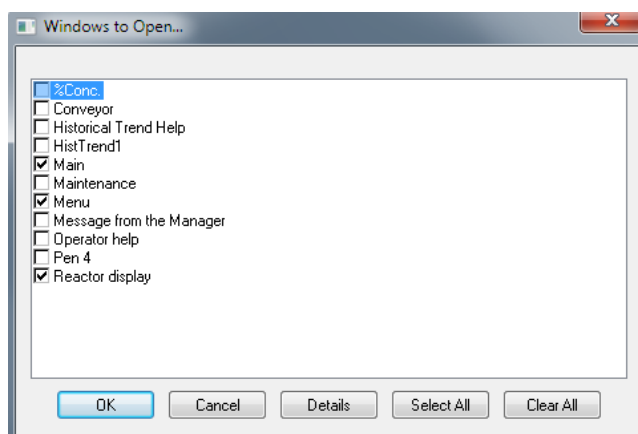 Windows to Open...
%Conc.
Conveyor
Historical Trend Help
HistTrend1
Main
Maintenance
Menu
Message from the Manager
Operator help
Pen 4
Reactor display
OK Cancel Details Select All Clear All